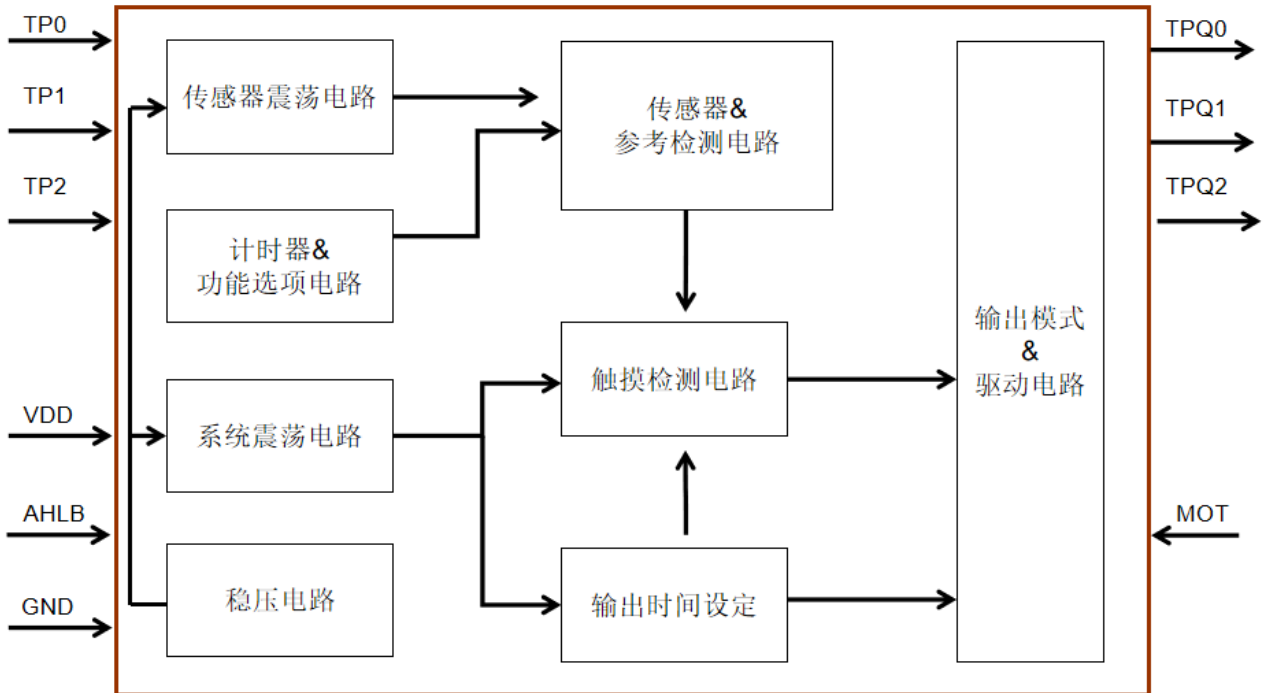 TP0
TP1
TP2
VDD
AHLB
GND
传感器震荡电路
计时器&
功能选项电路
系统震荡电路
稳压电路
传感器&
参考检测电路
触摸检测电路
输出时间设定
输出模式
&
驱动电路
TPQ0
TPQ1
TPQ2
MOT